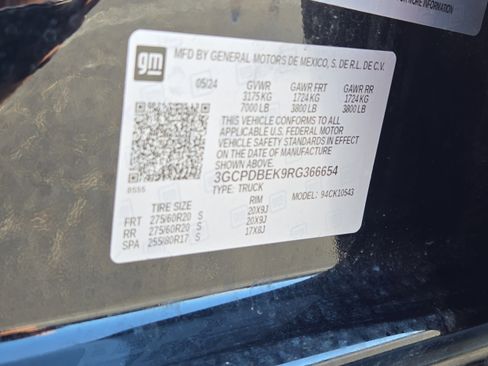 MORE INFORMATION
gm
MFD BY GENERAL MOTORS DE MEXICO, S. DE R.L. DE C.V.
05/24 GVWR GAWR FRT GAWR RR
3175 KG 1724 KG 1724 KG
7000 LB 3800 LB 3800 LB
THIS VEHICLE CONFORMS TO ALL
APPLICABLE U.S. FEDERAL MOTOR
VEHICLE SAFETY STANDARDS IN
EFFECT ON THE DATE OF
MANUFACTURE SHOWN ABOVE.
3GCPDBEK9RG366654
8555 TYPE: TRUCK MODEL: 94CK10543
TIRE SIZE RIM
FRT 275/60R20 S 20X9J
RR 275/60R20 S 20X9J
SPA 255/80R17 S 17X8J